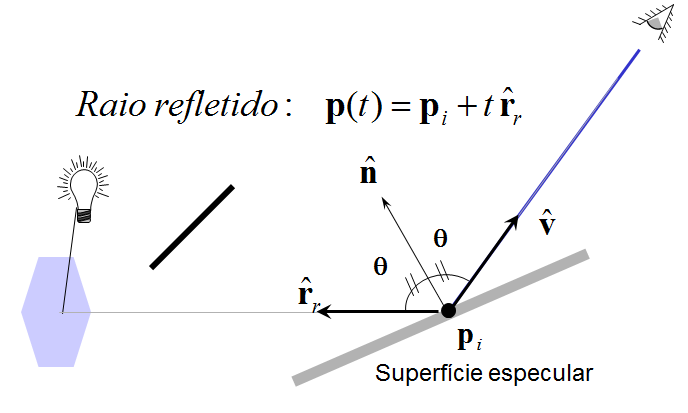 Raio refletido: p(t) = p_i + t r̂_r
n̂
θ
v̂
θ
r̂_r
p_i
Superfície especular